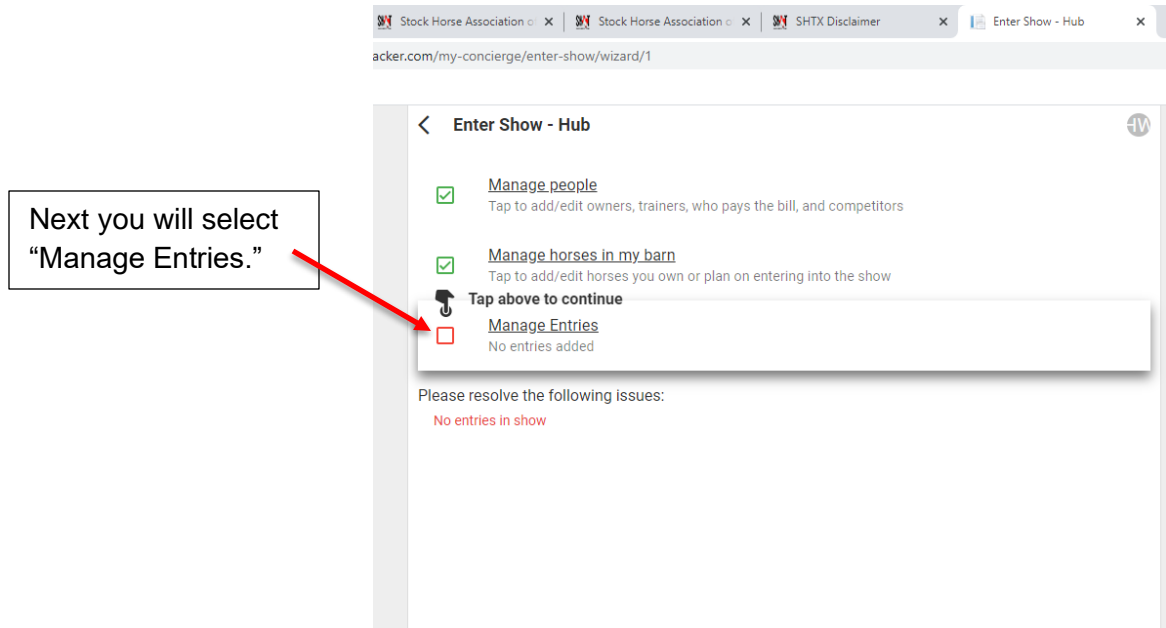 Stock Horse Association o
Stock Horse Association o
SHTX Disclaimer
Enter Show - Hub
acker.com/my-concierge/enter-show/wizard/1
Enter Show - Hub
Manage people
Tap to add/edit owners, trainers, who pays the bill, and competitors
Next you will select
“Manage Entries.”
Manage horses in my barn
Tap to add/edit horses you own or plan on entering into the show
Tap above to continue
Manage Entries
No entries added
Please resolve the following issues:
No entries in show